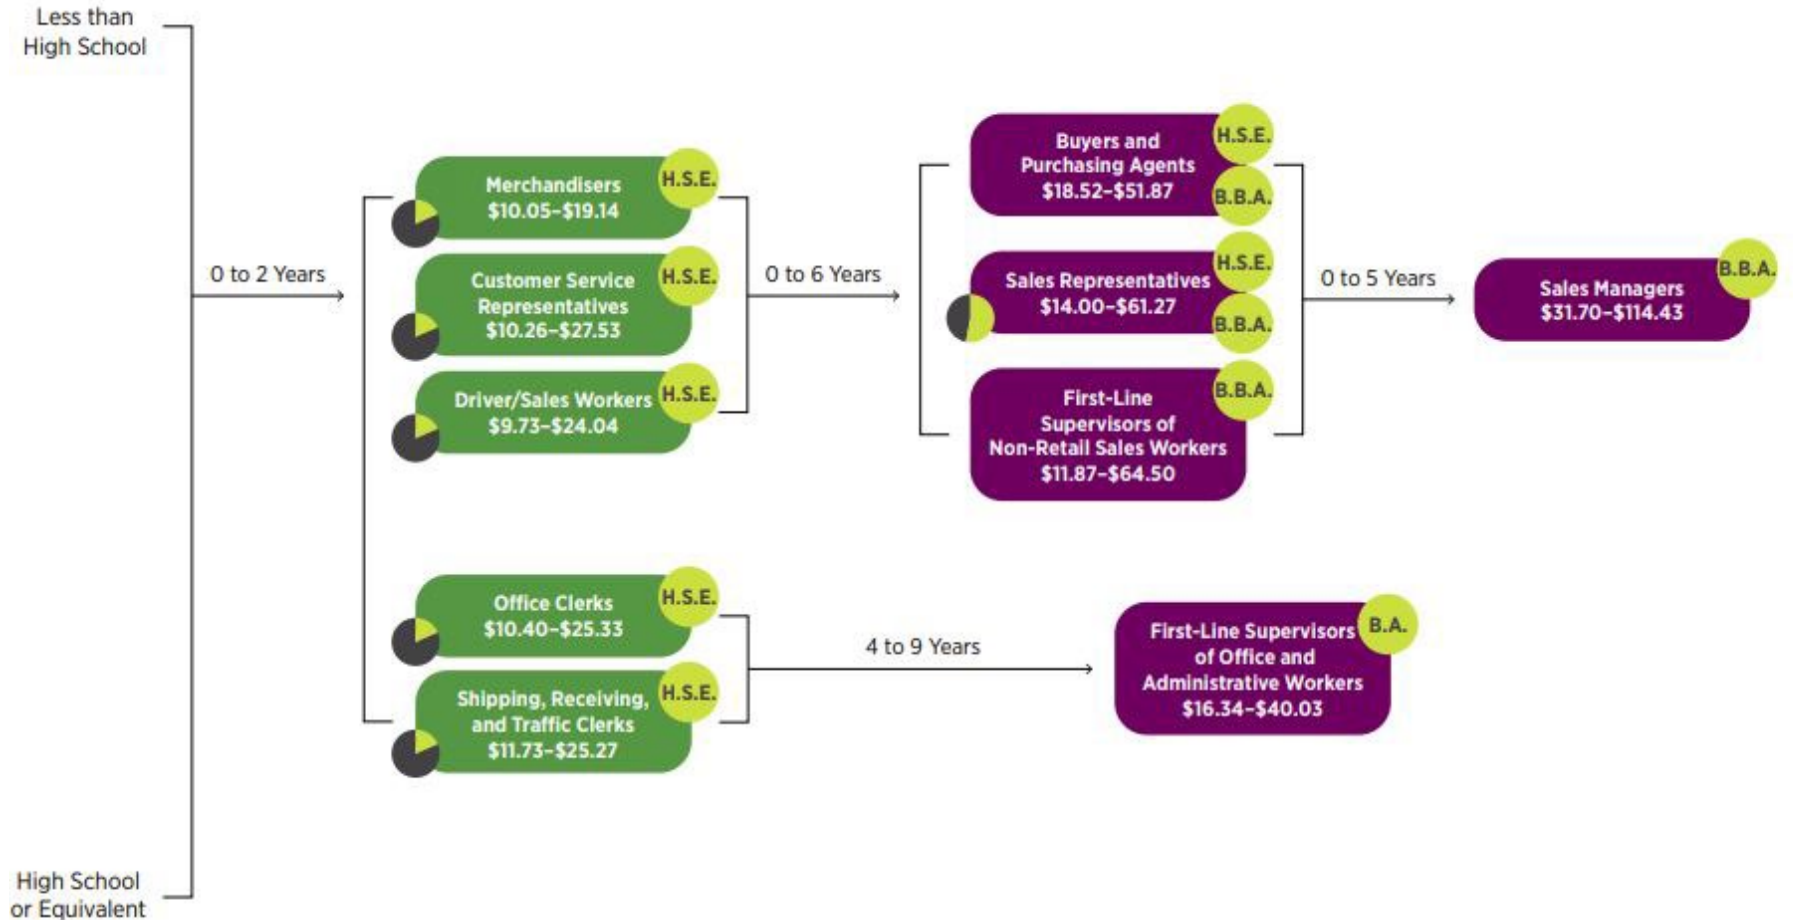 Less than
High School
0 to 2 Years
Merchandisers
$10.05–$19.14
H.S.E.
Customer Service
Representatives
$10.26–$27.53
H.S.E.
Driver/Sales Workers
$9.73–$24.04
H.S.E.
0 to 6 Years
Buyers and
Purchasing Agents
$18.52–$51.87
H.S.E.
B.B.A.
Sales Representatives
$14.00–$61.27
H.S.E.
B.B.A.
First-Line
Supervisors of
Non-Retail Sales Workers
$11.87–$64.50
B.B.A.
0 to 5 Years
Sales Managers
$31.70–$114.43
B.B.A.
Office Clerks
$10.40–$25.33
H.S.E.
Shipping, Receiving,
and Traffic Clerks
$11.73–$25.27
H.S.E.
4 to 9 Years
First-Line Supervisors
of Office and
Administrative Workers
$16.34–$40.03
B.A.
High School
or Equivalent